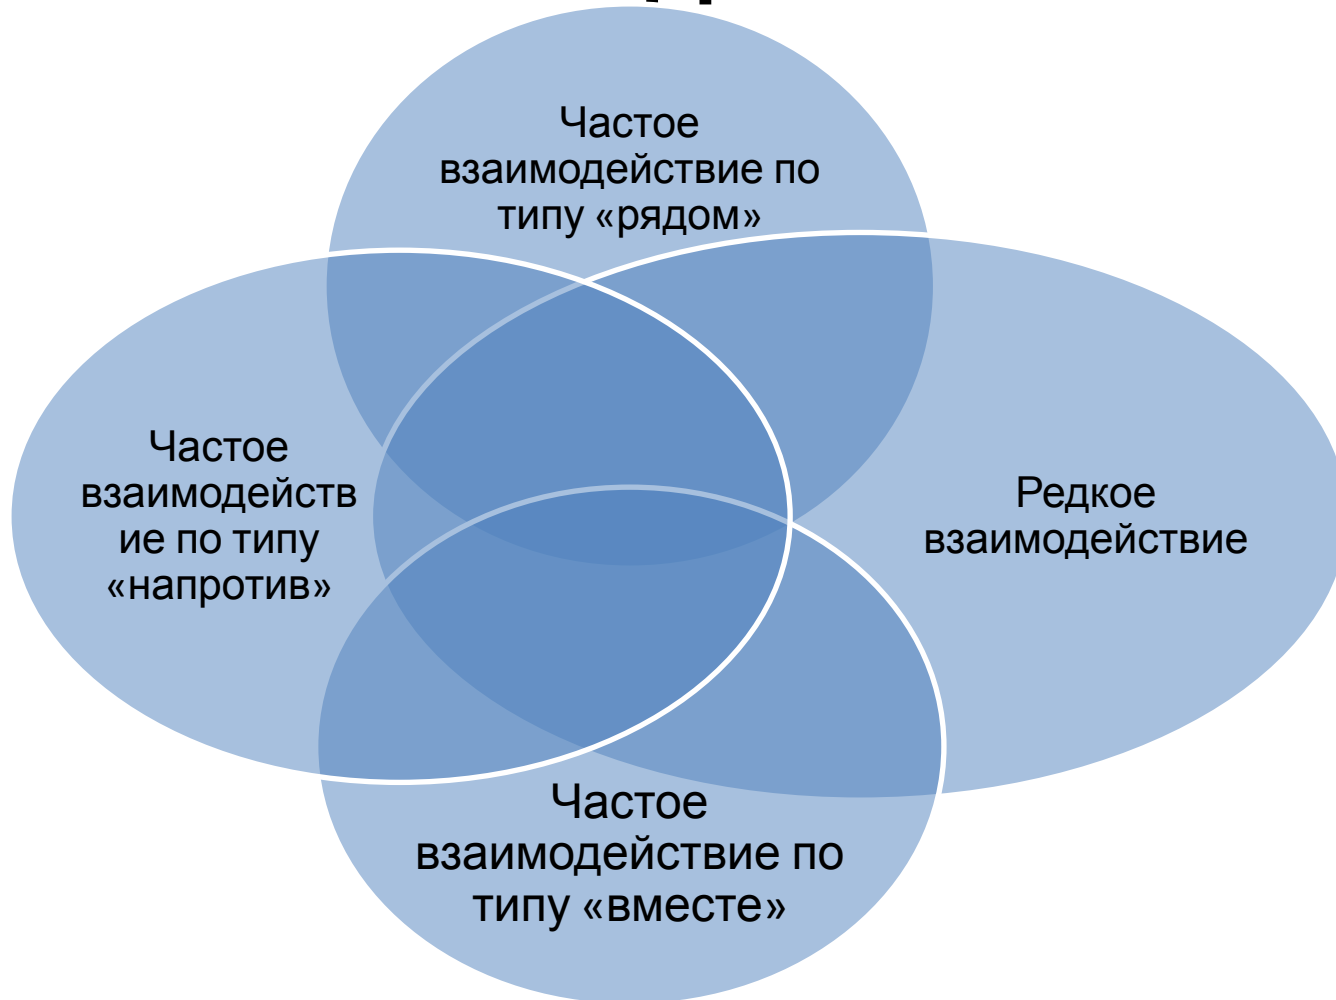 Частое
взаимодействие по
типу «рядом»
Частое
взаимодейств
ие по типу
«напротив»
Редкое
взаимодействие
Частое
взаимодействие по
типу «вместе»